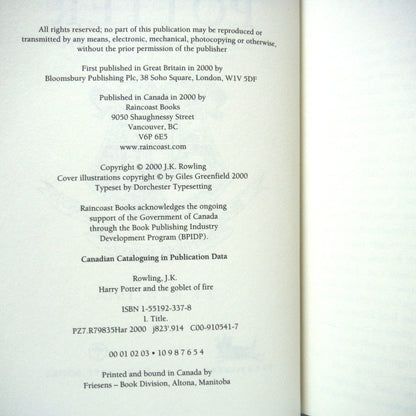 All rights reserved; no part of this publication may be reproduced or
transmitted by any means, electronic, mechanical, photocopying or otherwise,
without the prior permission of the publisher
First published in Great Britain in 2000 by
Bloomsbury Publishing Plc, 38 Soho Square, London, W1V 5DF
Published in Canada in 2000 by
Raincoast Books
9050 Shaughnessy Street
Vancouver, BC
V6P 6E5
www.raincoast.com
Copyright © 2000 J.K. Rowling
Cover illustrations copyright © by Giles Greenfield 2000
Typeset by Dorchester Typesetting
Raincoast Books acknowledges the ongoing
support of the Government of Canada
through the Book Publishing Industry
Development Program (BPIDP).
Canadian Cataloguing in Publication Data
Rowling, J.K.
Harry Potter and the goblet of fire
ISBN 1-55192-337-8
I. Title.
PZ7.R79835Har 2000 j823'.914 C00-910541-7
00 01 02 03 • 10 9 8 7 6 5 4
Printed and bound in Canada by
Friesens – Book Division, Altona, Manitoba